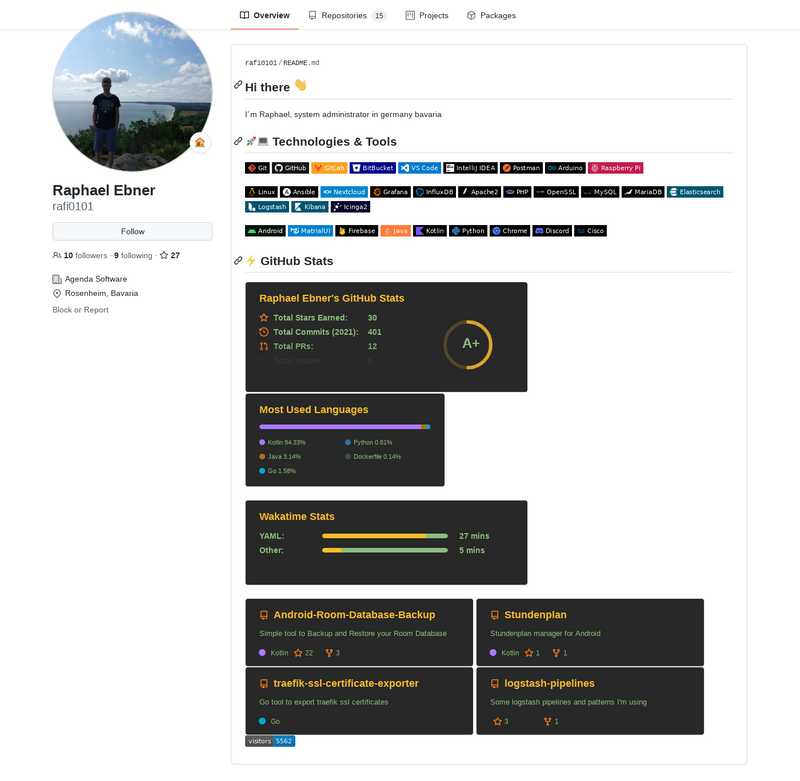 Overview Repositories 15 Projects Packages
rafi0101/README.md
Hi there
I`m Raphael, system administrator in germany bavaria
Technologies & Tools
Git GitHub GitLab BitBucket VS Code IntelliJ IDEA Postman Arduino Raspberry Pi
Linux Ansible Nextcloud Grafana InfluxDB Apache2 PHP OpenSSL MySQL MariaDB Elasticsearch
Logstash Kibana Icinga2
Android MatrialUI Firebase Java Kotlin Python Chrome Discord Cisco
Raphael Ebner
rafi0101
Follow
10 followers · 9 following · 27
Agenda Software
Rosenheim, Bavaria
Block or Report
GitHub Stats
Raphael Ebner's GitHub Stats
Total Stars Earned: 30
Total Commits (2021): 401
Total PRs: 12
A+
Most Used Languages
Kotlin 94.33% Python 0.81%
Java 3.14% Dockerfile 0.14%
Go 1.58%
Wakatime Stats
YAML: 27 mins
Other: 5 mins
Android-Room-Database-Backup
Simple tool to Backup and Restore your Room Database
Kotlin 22 3
Stundenplan
Stundenplan manager for Android
Kotlin 1 1
traefik-ssl-certificate-exporter
Go tool to export traefik ssl certificates
Go
logstash-pipelines
Some logstash pipelines and patterns I'm using
3 1
visitors 5562